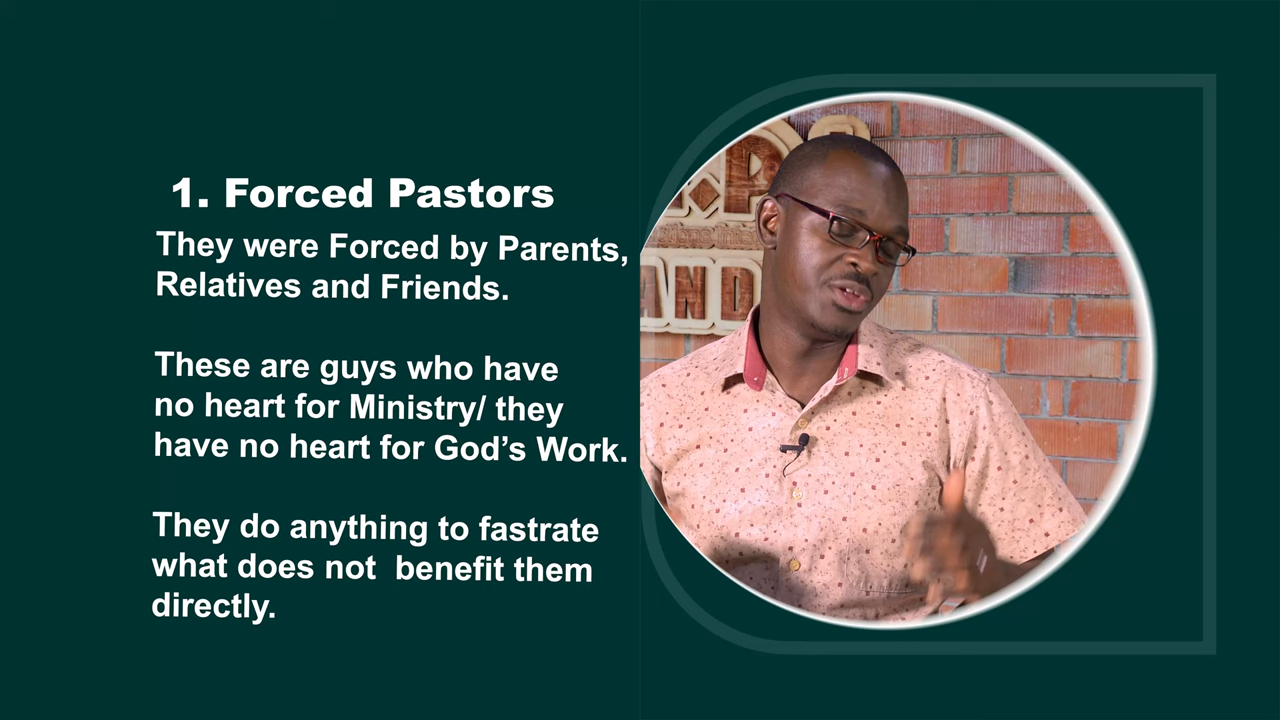 1. Forced Pastors
They were Forced by Parents,
Relatives and Friends.
These are guys who have
no heart for Ministry/ they
have no heart for God’s Work.
They do anything to fastrate
what does not  benefit them
directly.
AND